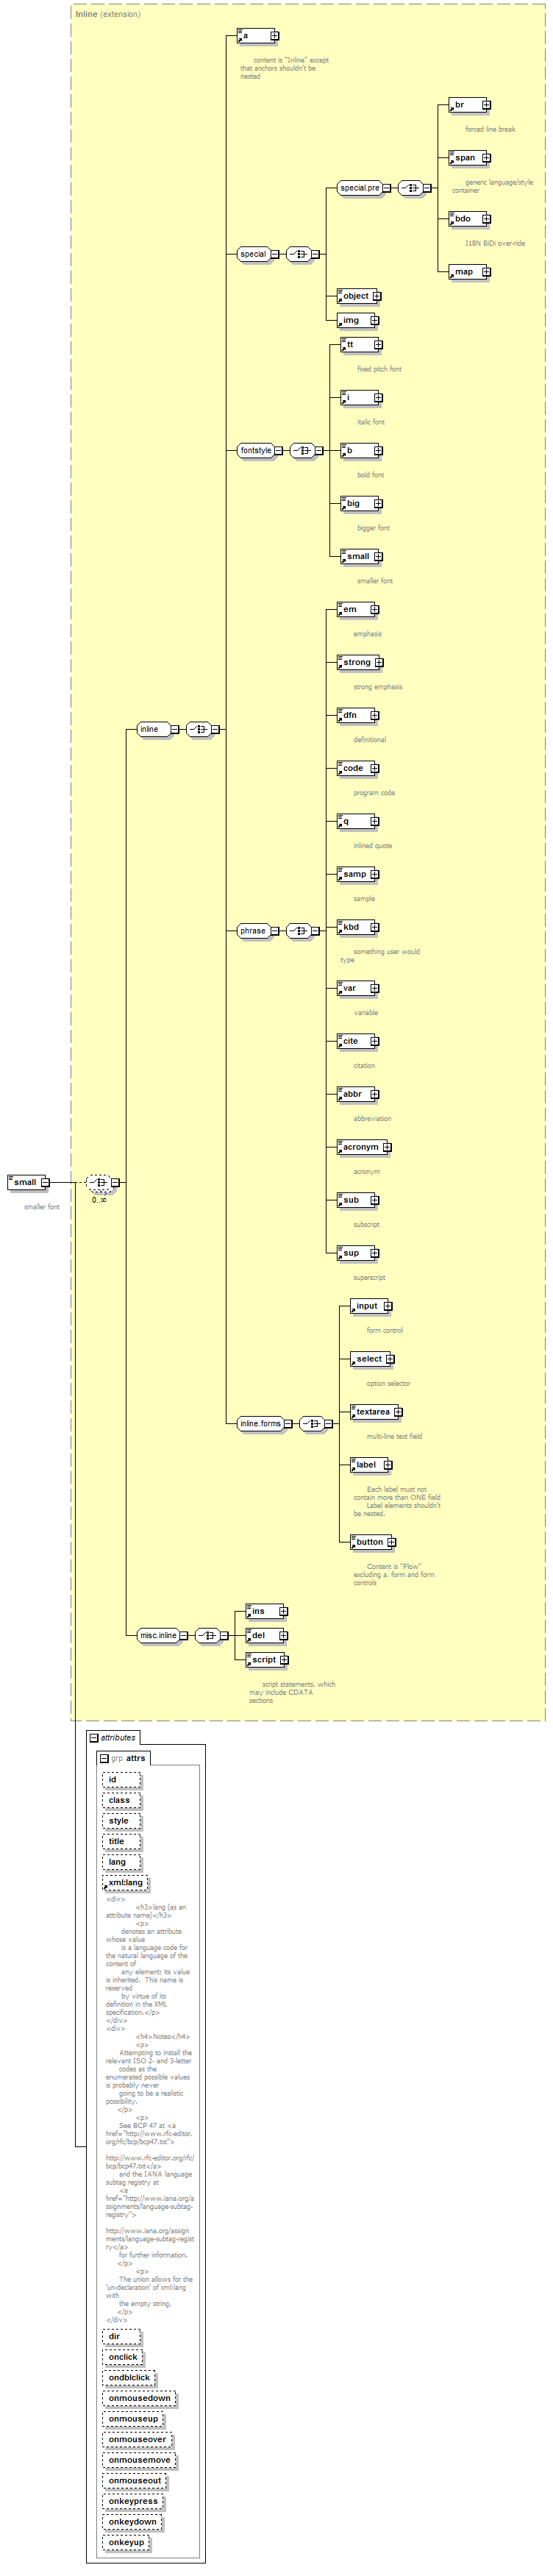 Inline (extension)
a
content is "Inline" except
that anchors shouldn't be
nested
br
forced line break
span
generic language/style
container
special.pre
bdo
I18N BiDi over-ride
special
map
object
img
tt
fixed pitch font
i
italic font
fontstyle
b
bold font
big
bigger font
small
smaller font
em
emphasis
strong
strong emphasis
inline
dfn
definitional
code
program code
q
inlined quote
samp
sample
phrase
kbd
something user would
type
var
variable
cite
citation
abbr
abbreviation
acronym
acronym
small
0..∞
smaller font
sub
subscript
sup
superscript
input
form control
select
option selector
textarea
multi-line text field
inline.forms
label
Each label must not
contain more than ONE field
Label elements shouldn't
be nested.
button
Content is "Flow"
excluding a, form and form
controls
ins
misc.inline
del
script
script statements, which
may include CDATA
sections
attributes
grp attrs
id
class
style
title
lang
xml:lang
<div>
<h3>lang (as an
attribute name)</h3>
<p>
denotes an attribute
whose value
is a language code for
the natural language of the
content of
any element; its value
is inherited.  This name is
reserved
by virtue of its
definition in the XML
specification.</p>
</div>
<div>
<h4>Notes</h4>
<p>
Attempting to install the
relevant ISO 2- and 3-letter
codes as the
enumerated possible values
is probably never
going to be a realistic
possibility.
</p>
<p>
See BCP 47 at <a
href="http://www.rfc-editor.
org/rfc/bcp/bcp47.txt">
http://www.rfc-editor.org/rfc/
bcp/bcp47.txt</a>
and the IANA language
subtag registry at
<a
href="http://www.iana.org/a
ssignments/language-subtag-
registry">
http://www.iana.org/assign
ments/language-subtag-regist
ry</a>
for further information.
</p>
<p>
The union allows for the
'un-declaration' of xml:lang
with
the empty string.
</p>
</div>
dir
onclick
ondblclick
onmousedown
onmouseup
onmouseover
onmousemove
onmouseout
onkeypress
onkeydown
onkeyup